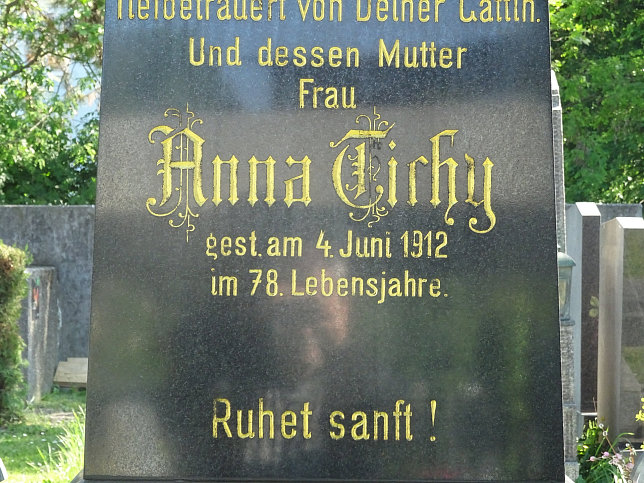 tiefbetrauert von Deiner Gattin.
Und dessen Mutter
Frau
Anna Tichy
gest. am 4. Juni 1912
im 78. Lebensjahre.
Ruhet sanft !